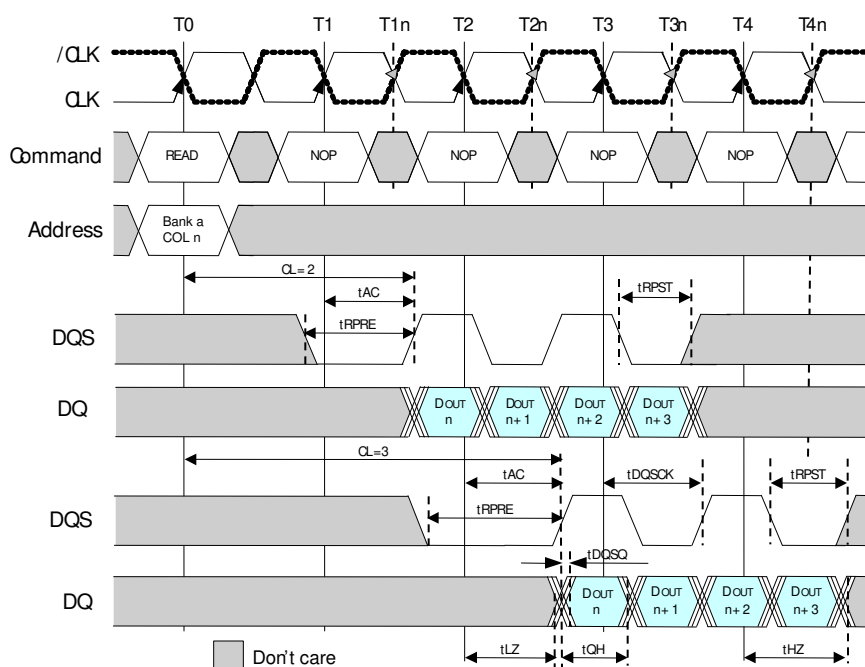 T0 T1 T1n T2 T2n T3 T3n T4 T4n
/CLK
CLK
Command READ NOP NOP NOP NOP
Address Bank a
COL n
CL=2
tAC
tRPRE
tRPST
DQS
DQ DOUT n DOUT n+1 DOUT n+2 DOUT n+3
CL=3
tAC tDQSCK tRPST
tRPRE
DQS
tDQSQ
DQ DOUT n DOUT n+1 DOUT n+2 DOUT n+3
tLZ tQH tHZ
Don't care